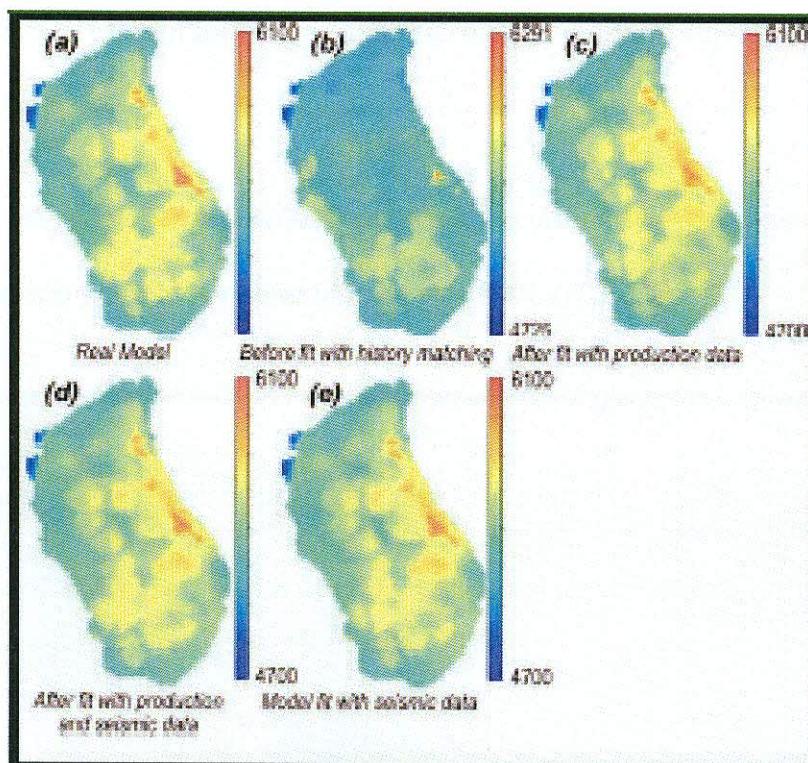 (a)
6100
(b)
6291
(c)
6100
4725
4700
Real Model
Before fit with history matching
After fit with production data
(d)
6100
(e)
6100
4700
4700
After fit with production
and seismic data
Model fit with seismic data